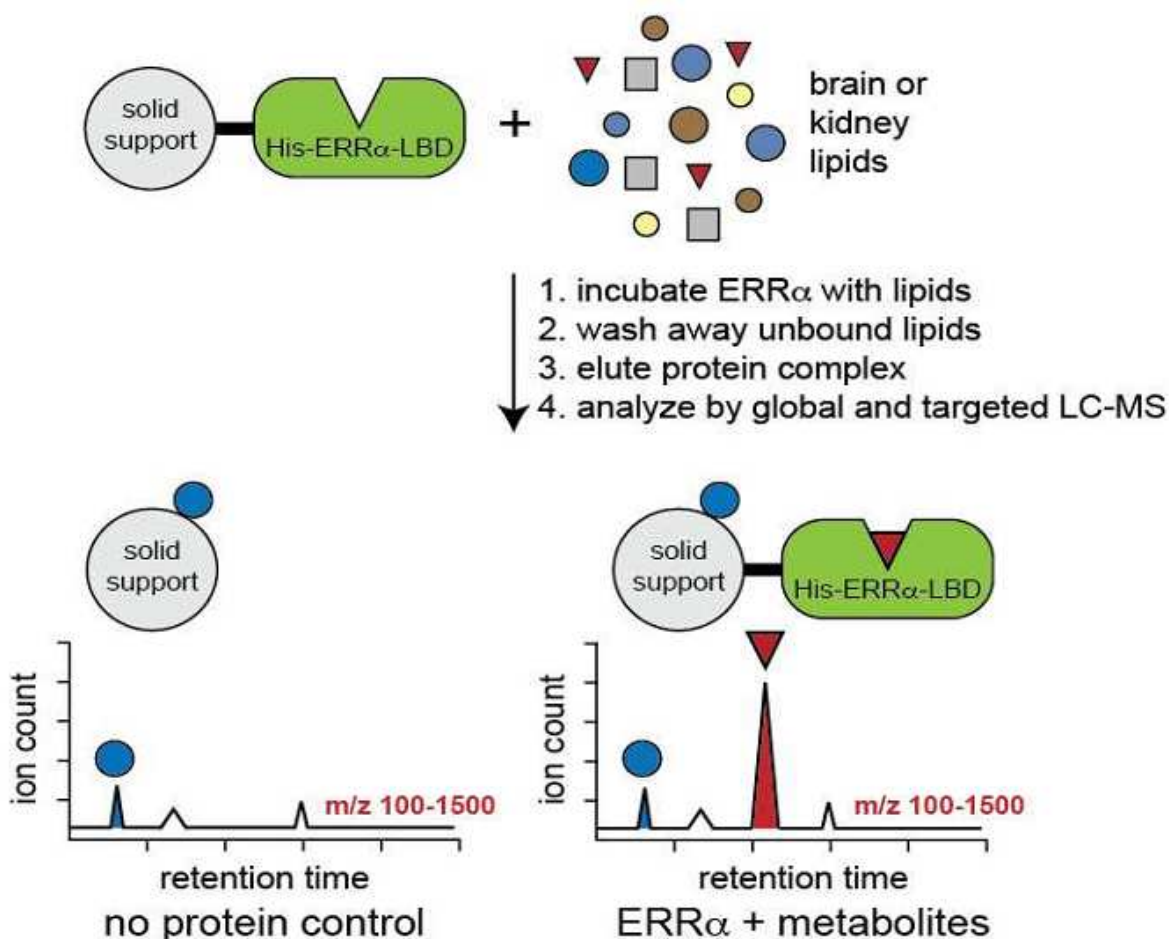 solid
support
His-ERRα-LBD
+
brain or
kidney
lipids
1. incubate ERRα with lipids
2. wash away unbound lipids
3. elute protein complex
4. analyze by global and targeted LC-MS
solid
support
solid
support
His-ERRα-LBD
ion count
m/z 100-1500
retention time
no protein control
ion count
m/z 100-1500
retention time
ERRα + metabolites